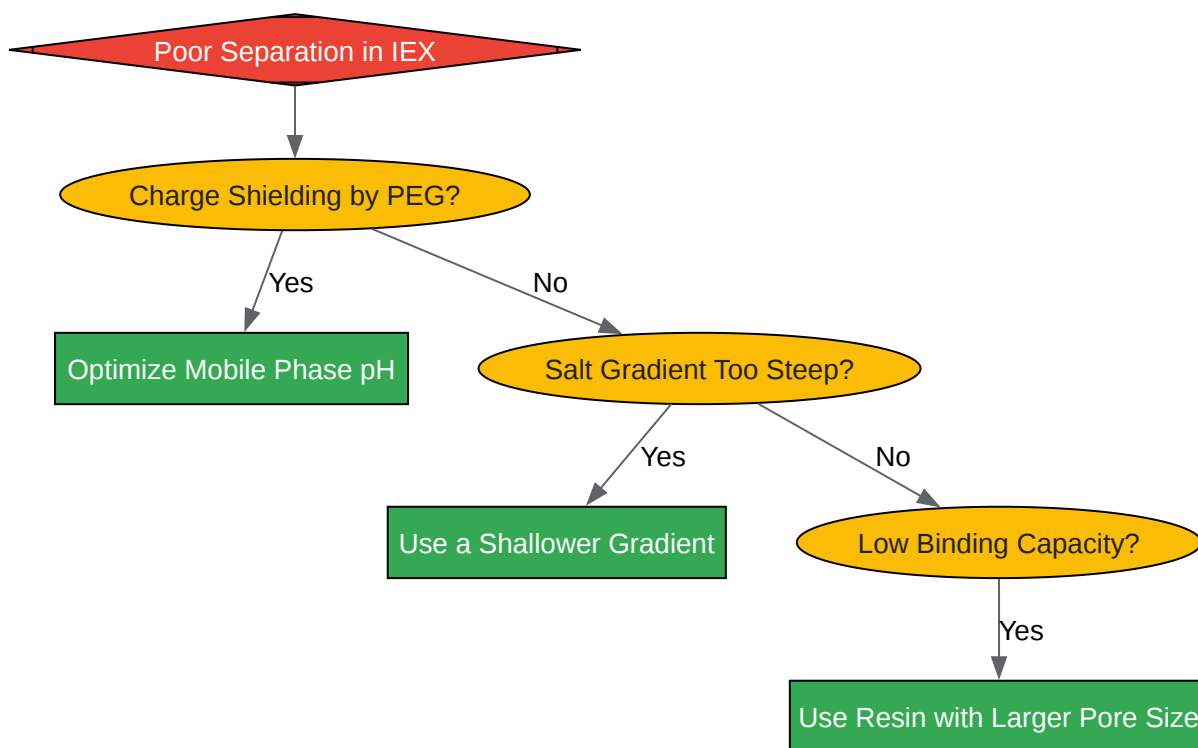 Poor Separation in IEX
Charge Shielding by PEG?
Yes
No
Optimize Mobile Phase pH
Salt Gradient Too Steep?
Yes
No
Use a Shallower Gradient
Low Binding Capacity?
Yes
Use Resin with Larger Pore Size